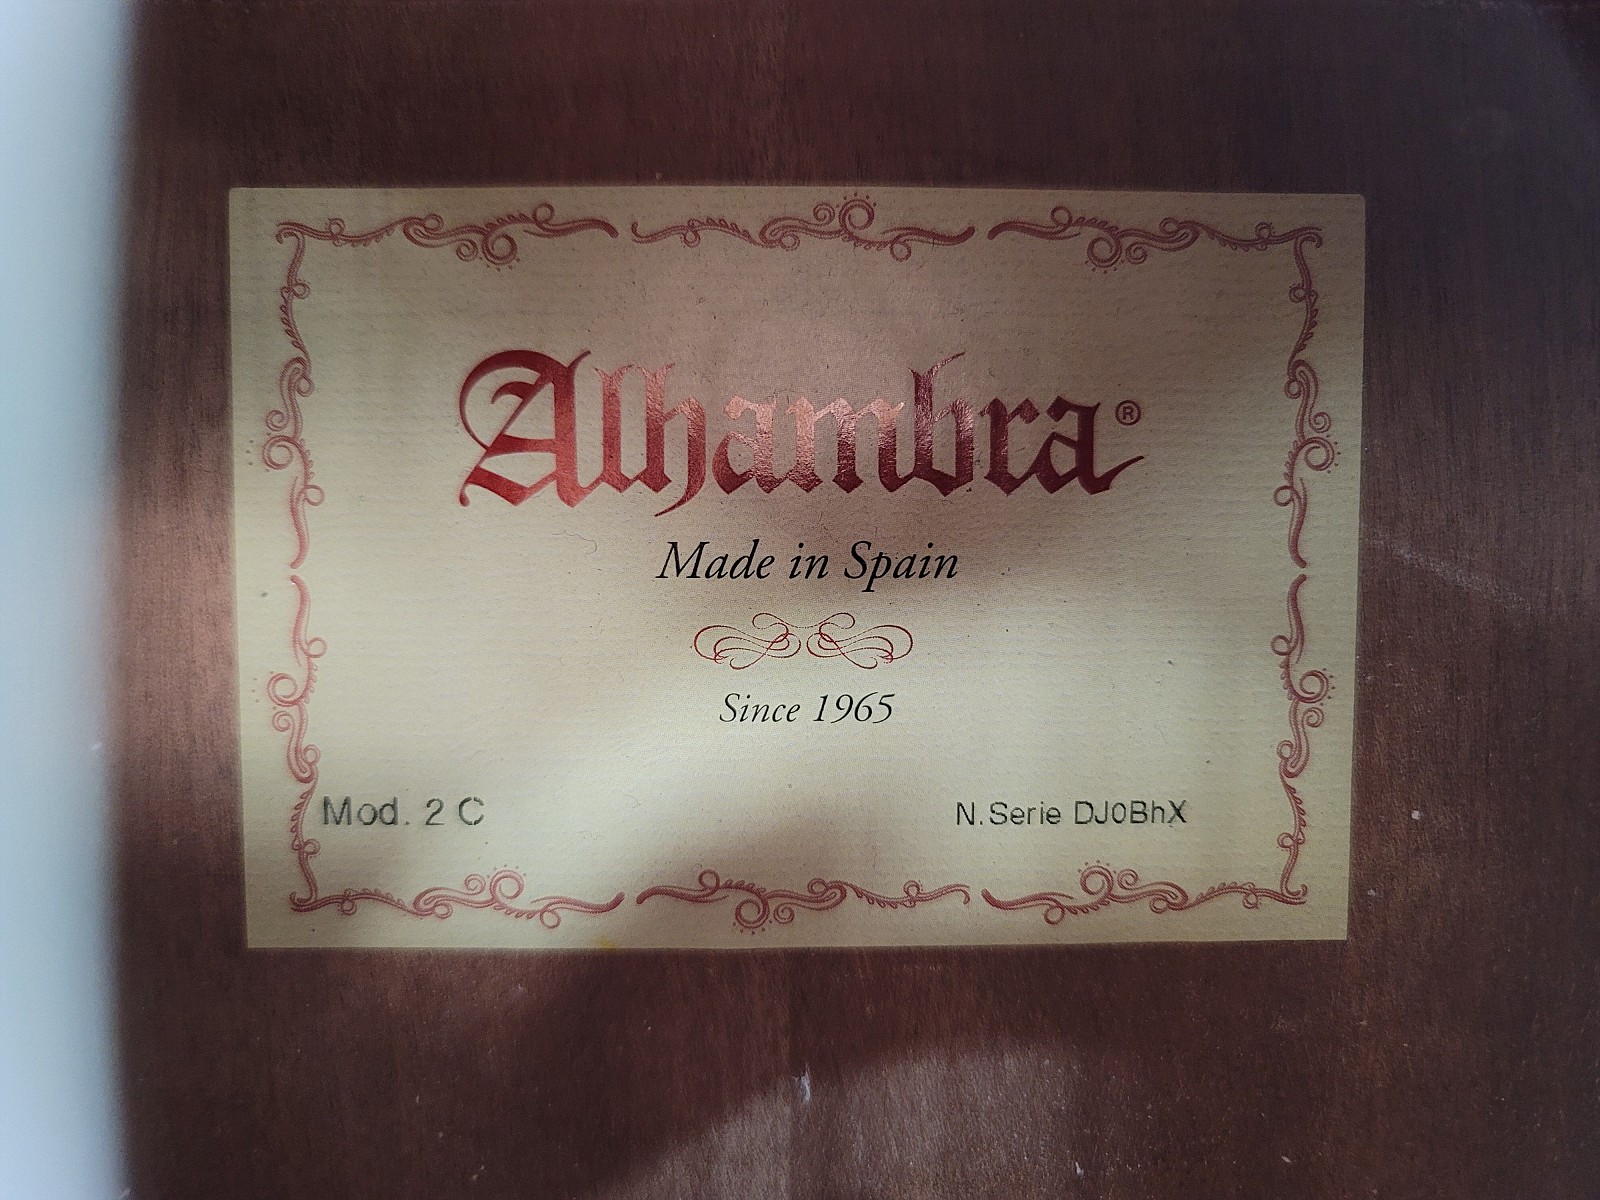 Alhambra®
Made in Spain
Since 1965
Mod. 2 C
N.Serie DJ0BhX